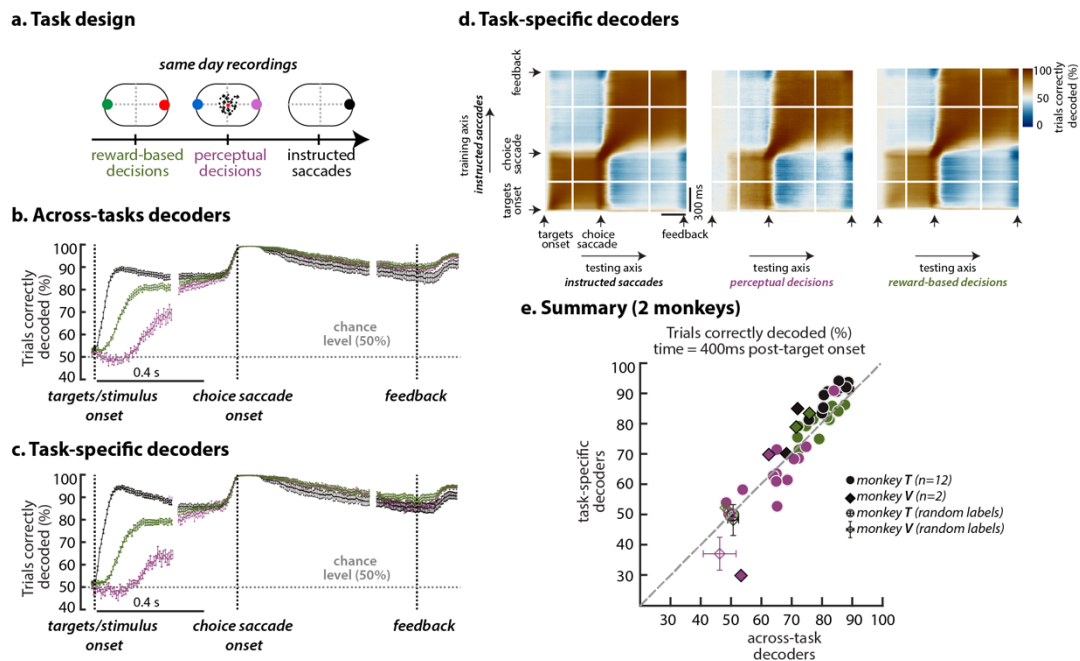 a. Task design
same day recordings
reward-based
decisions
perceptual
decisions
instructed
saccades
b. Across-tasks decoders
Trials correctly
decoded (%)
100
90
80
70
60
50
40
chance
level (50%)
0.4 s
targets/stimulus
onset
choice saccade
onset
feedback
c. Task-specific decoders
Trials correctly
decoded (%)
100
90
80
70
60
50
40
chance
level (50%)
0.4 s
targets/stimulus
onset
choice saccade
onset
feedback
d. Task-specific decoders
training axis
instructed saccades
feedback
choice
saccade
targets
onset
300 ms
targets
onset
choice
saccade
feedback
testing axis
instructed saccades
testing axis
perceptual decisions
testing axis
reward-based decisions
100
50
0
trials correctly
decoded (%)
e. Summary (2 monkeys)
Trials correctly decoded (%)
time = 400ms post-target onset
task-specific
decoders
100
90
80
70
60
50
40
30
30 40 50 60 70 80 90 100
across-task
decoders
monkey T (n=12)
monkey V (n=2)
monkey T (random labels)
monkey V (random labels)